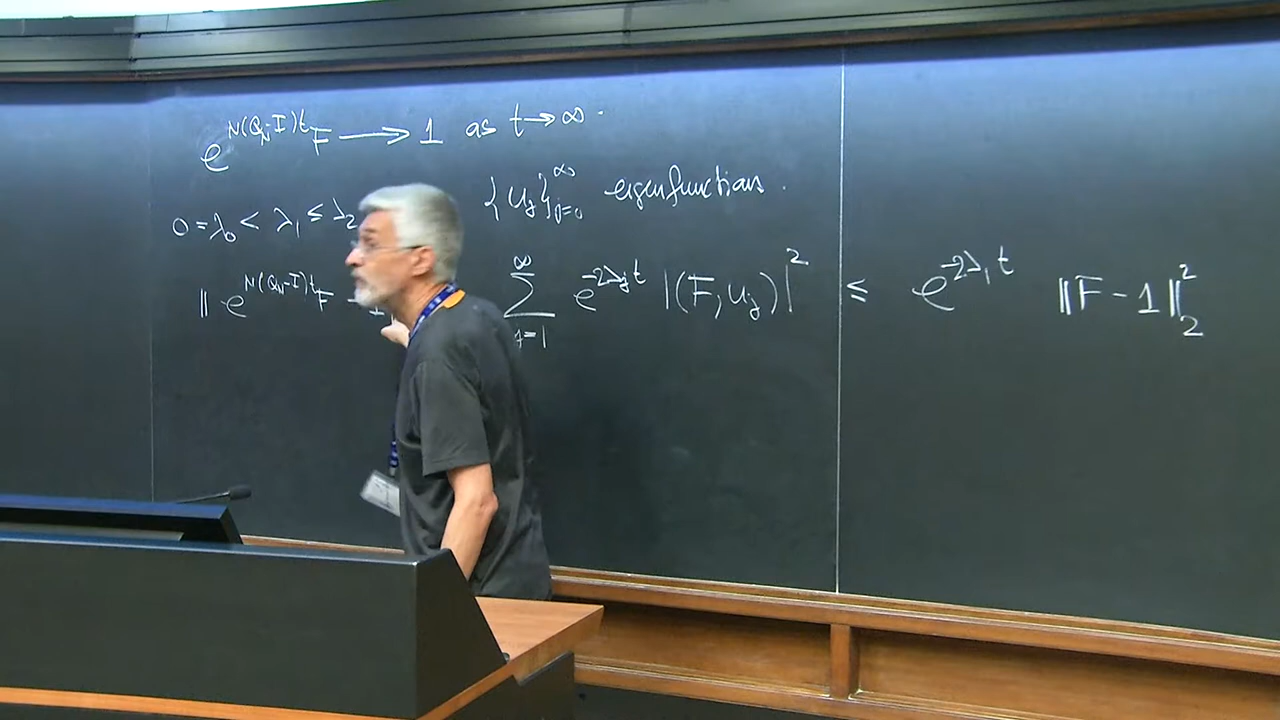 e^{N(Q_N-I)t} F ⟶ 1 as t→∞.
0 = λ_0 < λ_1 ≤ λ_2 {u_j}_{j=0}^∞ eigenfunctions.
‖ e^{N(Q_N-I)t} F - 1 ∑_{j=1}^∞ e^{-2λ_j t} |(F, u_j)|^2 ≤ e^{-2λ_1 t} ‖F-1‖_2^2